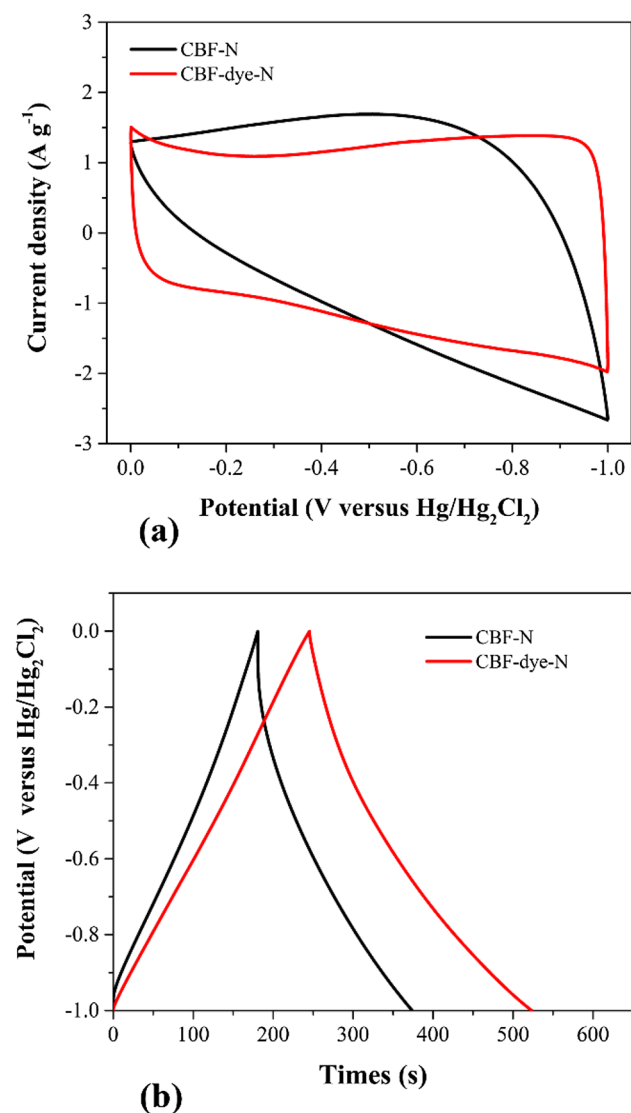 3
2
1
0
-1
-2
-3
Current density (A g⁻¹)
CBF-N
CBF-dye-N
0.0 -0.2 -0.4 -0.6 -0.8 -1.0
Potential (V versus Hg/Hg₂Cl₂)
(a)
0.0
-0.2
-0.4
-0.6
-0.8
-1.0
Potential (V versus Hg/Hg₂Cl₂)
CBF-N
CBF-dye-N
0 100 200 300 400 500 600
Times (s)
(b)